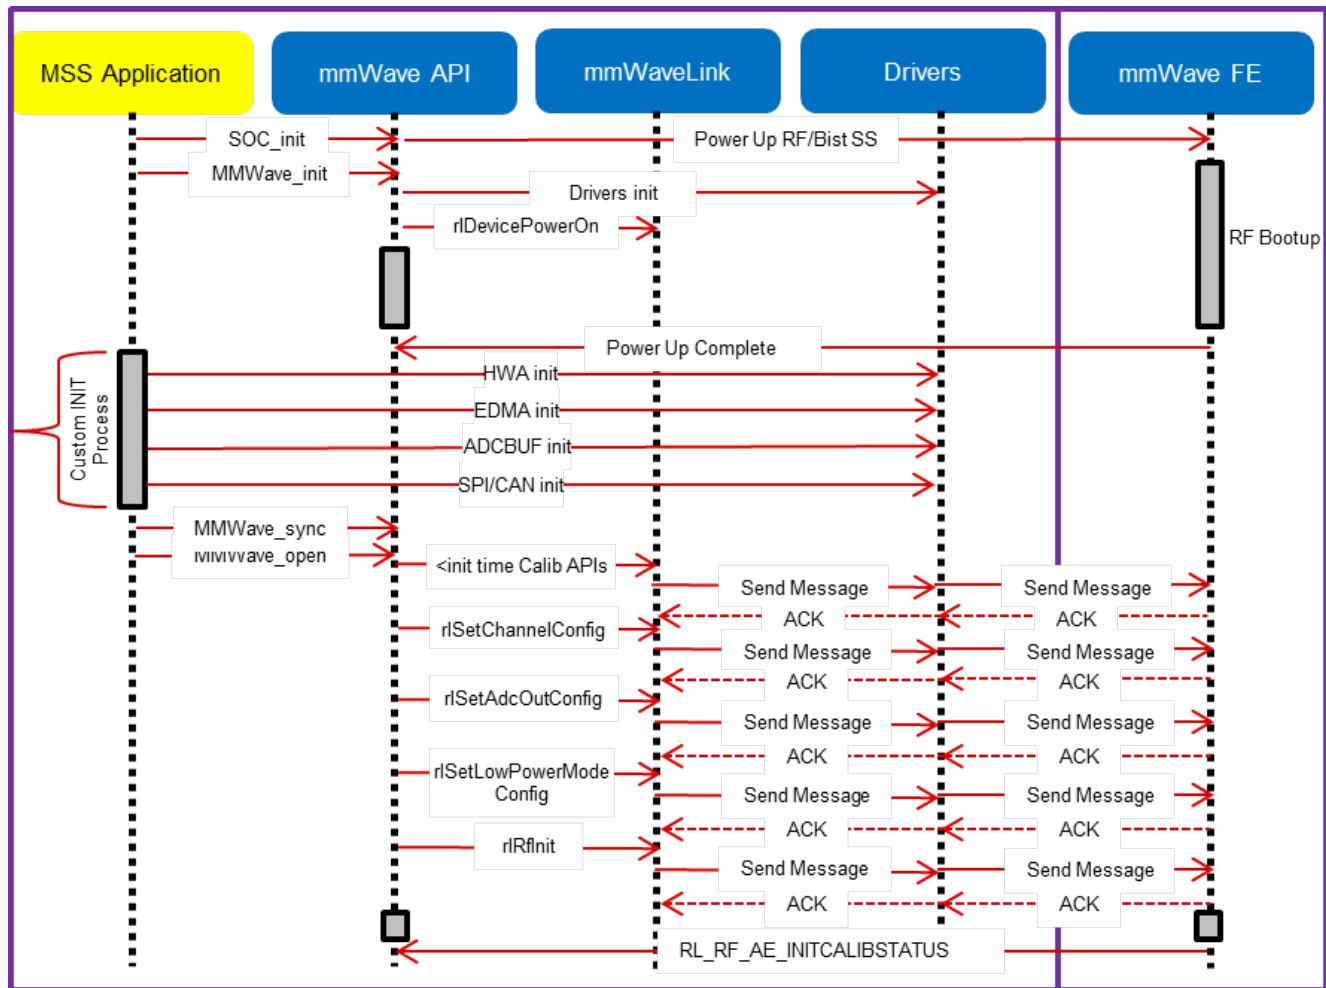 MSS Application
mmWave API
mmWaveLink
Drivers
mmWave FE
SOC_init
Power Up RF/Bist SS
MMWave_init
Drivers init
rlDevicePowerOn
RF Bootup
Power Up Complete
Custom INIT
Process
HWA init
EDMA init
ADCBUF init
SPI/CAN init
MMWave_sync
MMWave_open
<init time Calib APIs
Send Message
Send Message
ACK
ACK
rlSetChannelConfig
Send Message
Send Message
ACK
ACK
rlSetAdcOutConfig
Send Message
Send Message
ACK
ACK
rlSetLowPowerMode
Config
Send Message
Send Message
ACK
ACK
rlRfInit
Send Message
Send Message
ACK
ACK
RL_RF_AE_INITCALIBSTATUS